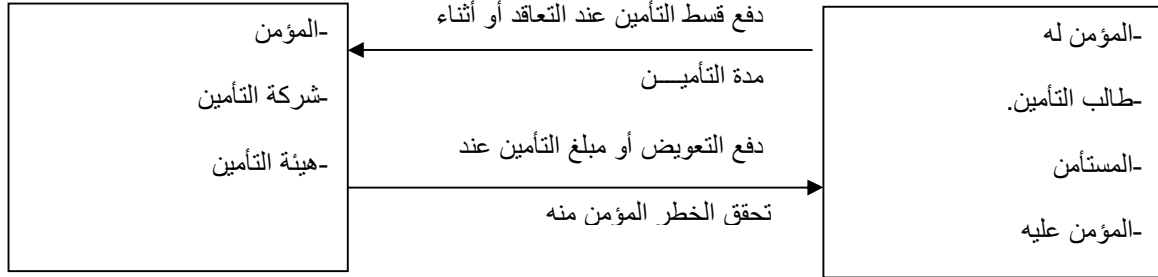 -المؤمن له
-طالب التأمين.
-المستأمن
-المؤمن عليه
دفع قسط التأمين عند التعاقد أو أثناء
مدة التأميــــن
دفع التعويض أو مبلغ التأمين عند
تحقق الخطر المؤمن منه
-المؤمن
-شركة التأمين
-هيئة التأمين